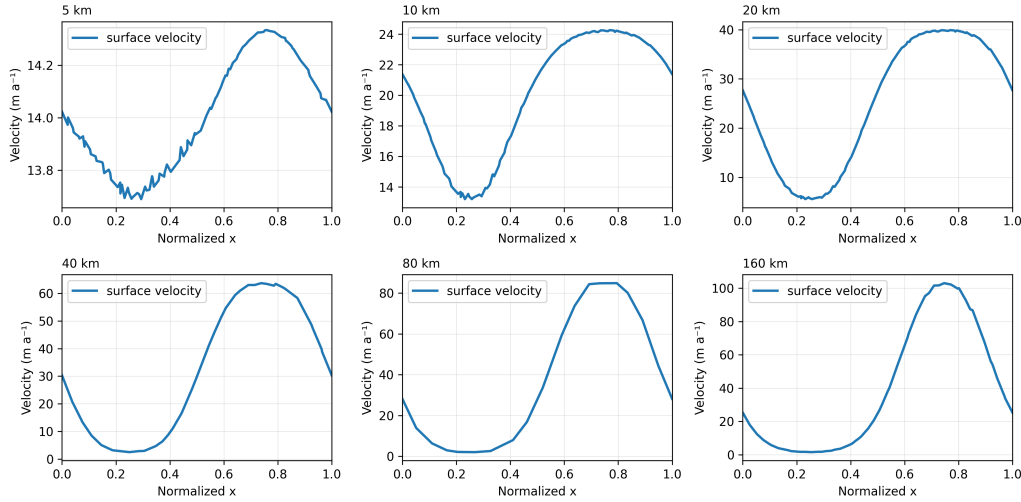 5 km
surface velocity
Velocity (m a⁻¹)
14.2
14.0
13.8
0.0 0.2 0.4 0.6 0.8 1.0
Normalized x
10 km
surface velocity
Velocity (m a⁻¹)
24
22
20
18
16
14
0.0 0.2 0.4 0.6 0.8 1.0
Normalized x
20 km
surface velocity
Velocity (m a⁻¹)
40
30
20
10
0.0 0.2 0.4 0.6 0.8 1.0
Normalized x
40 km
surface velocity
Velocity (m a⁻¹)
60
50
40
30
20
10
0
0.0 0.2 0.4 0.6 0.8 1.0
Normalized x
80 km
surface velocity
Velocity (m a⁻¹)
80
60
40
20
0
0.0 0.2 0.4 0.6 0.8 1.0
Normalized x
160 km
surface velocity
Velocity (m a⁻¹)
100
80
60
40
20
0
0.0 0.2 0.4 0.6 0.8 1.0
Normalized x